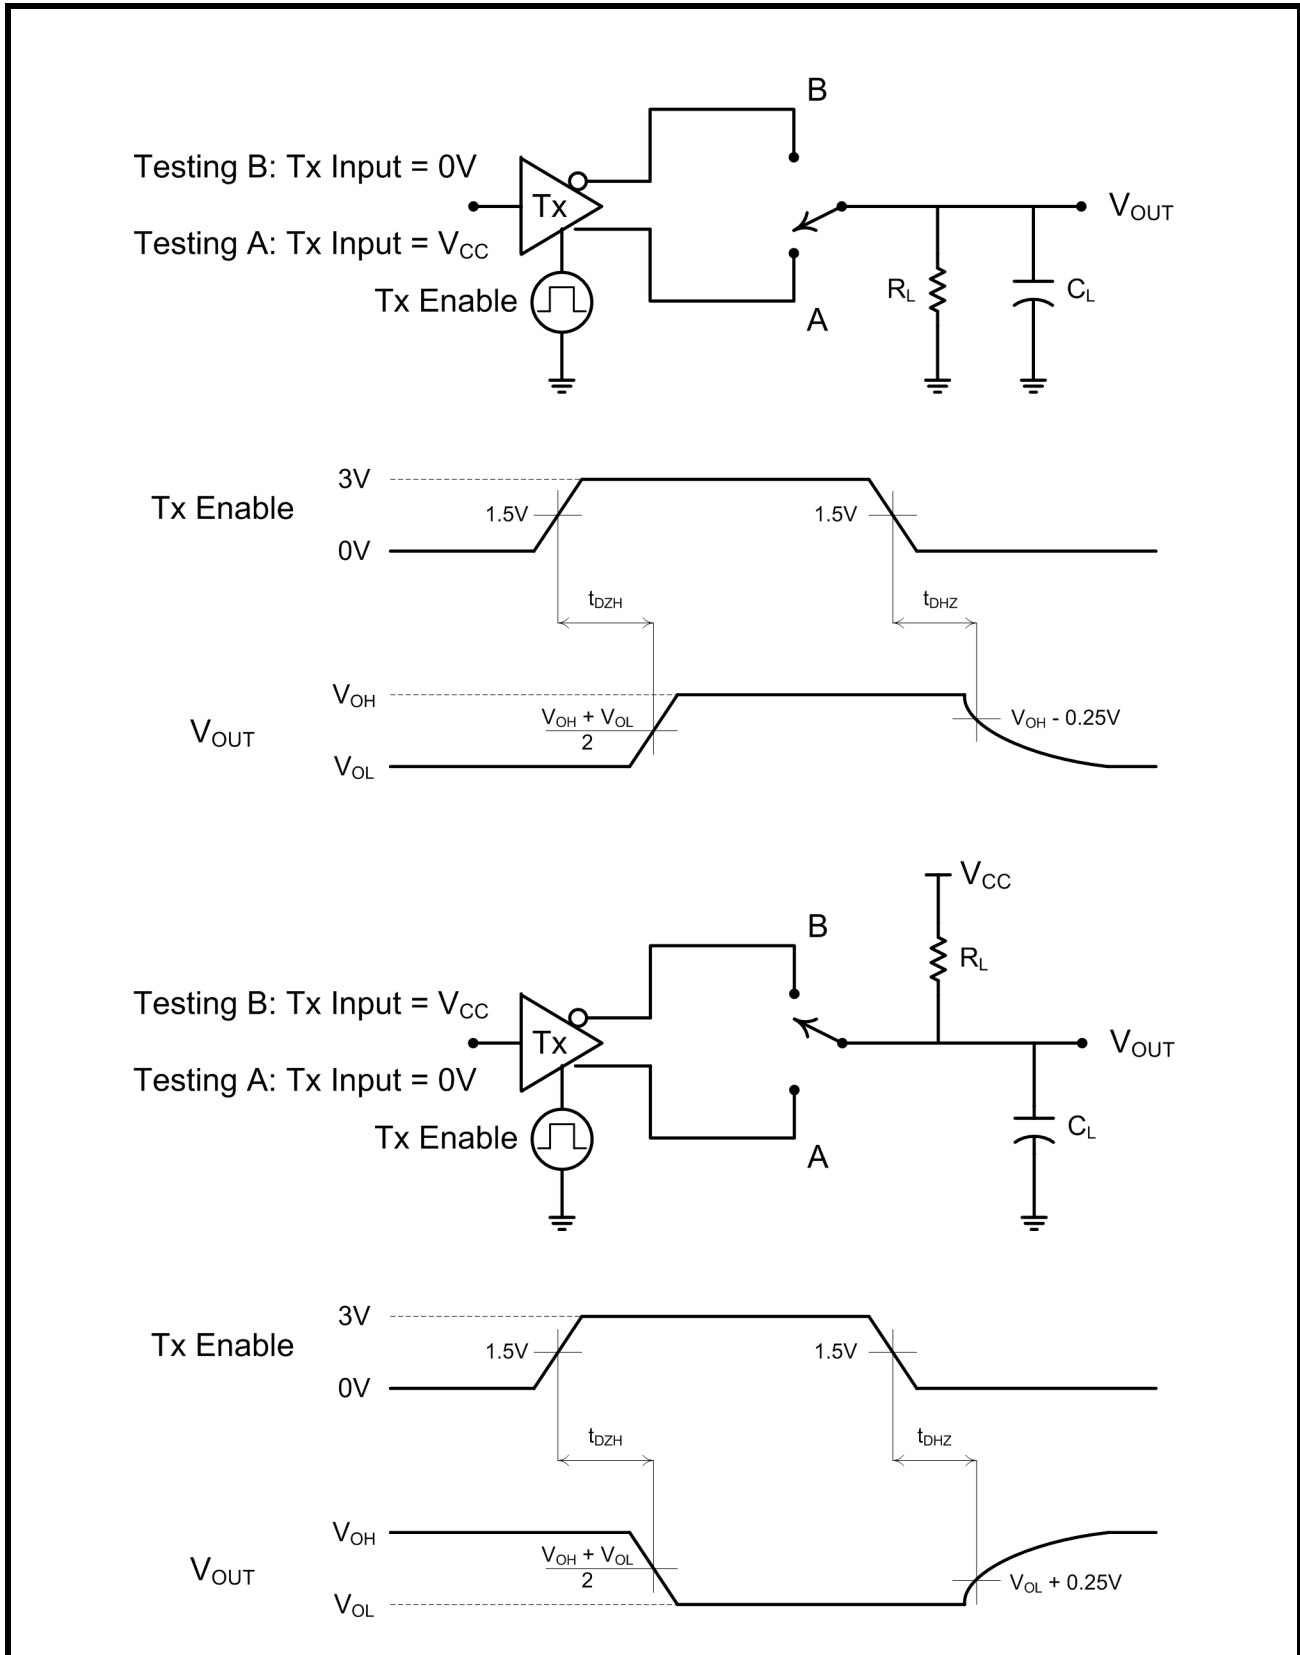 B
Testing B: Tx Input = 0V
Tx
V_OUT
Testing A: Tx Input = V_CC
Tx Enable
R_L
C_L
A
3V
Tx Enable
1.5V
1.5V
0V
t_DZH
t_DHZ
V_OH
V_OUT
V_OH + V_OL
2
V_OH - 0.25V
V_OL
V_CC
B
R_L
Testing B: Tx Input = V_CC
Tx
V_OUT
Testing A: Tx Input = 0V
Tx Enable
C_L
A
3V
Tx Enable
1.5V
1.5V
0V
t_DZH
t_DHZ
V_OH
V_OUT
V_OH + V_OL
2
V_OL + 0.25V
V_OL